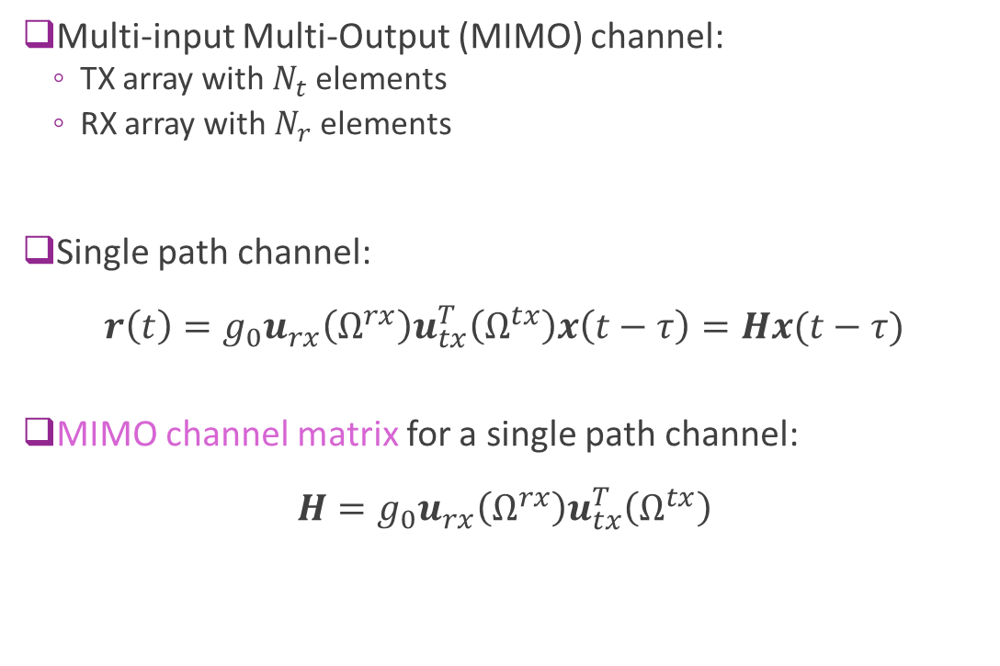 ❑Multi-input Multi-Output (MIMO) channel:
◦ TX array with $N_t$ elements
◦ RX array with $N_r$ elements
❑Single path channel:
$\boldsymbol{r}(t) = g_0\boldsymbol{u}_{rx}(\Omega^{rx})\boldsymbol{u}_{tx}^T(\Omega^{tx})\boldsymbol{x}(t-\tau) = \boldsymbol{H}\boldsymbol{x}(t-\tau)$
❑MIMO channel matrix for a single path channel:
$\boldsymbol{H} = g_0\boldsymbol{u}_{rx}(\Omega^{rx})\boldsymbol{u}_{tx}^T(\Omega^{tx})$